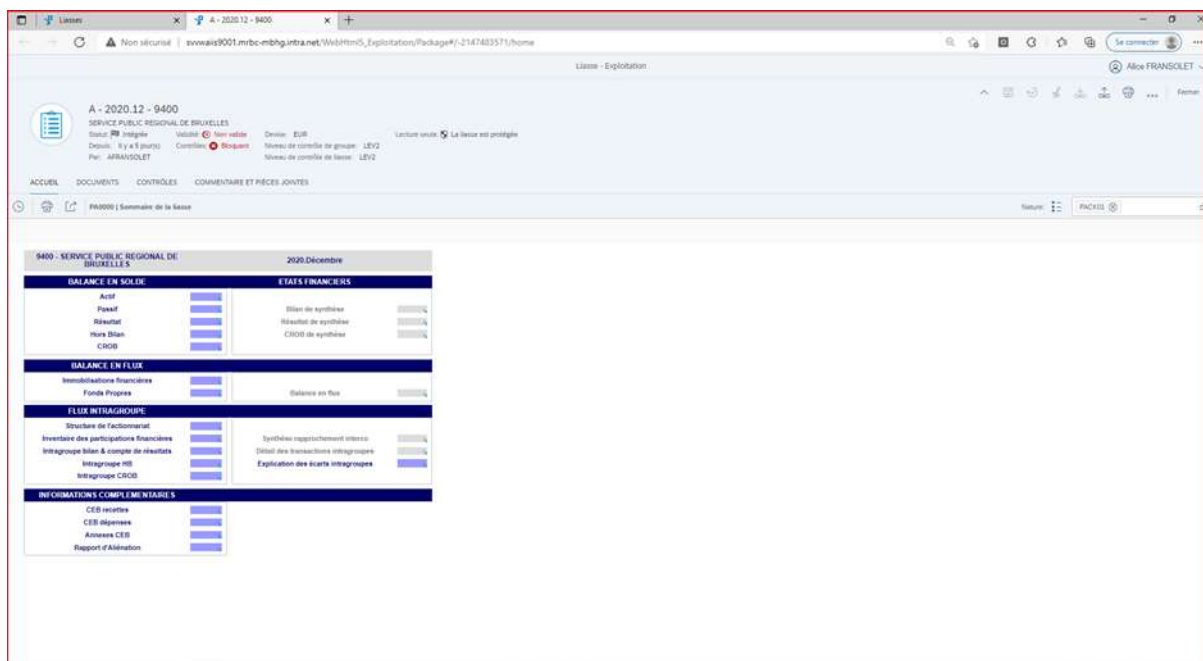 Liasses
A - 2020.12 - 9400
Non sécurisé
svvwaiis9001.mrbc-mbhg.intra.net/WebHtml5_Exploitation/Package#/-2147483571/home
Se connecter
Liasse - Exploitation
Alice FRANSOLET
A - 2020.12 - 9400
SERVICE PUBLIC REGIONAL DE BRUXELLES
Statut: Intégrée Validité: Non valide Devise: EUR Lecture seule: La liasse est protégée
Depuis: Il y a 5 jour(s) Contrôles: Bloquant Niveau de contrôle de groupe: LEV2
Par: AFRANSOLET Niveau de contrôle de liasse: LEV2
Fermer
ACCUEIL DOCUMENTS CONTRÔLES COMMENTAIRE ET PIÈCES JOINTES
PA0000 | Sommaire de la liasse
Nature: PACK01
9400 - SERVICE PUBLIC REGIONAL DE BRUXELLES 2020.Décembre
BALANCE EN SOLDE ETATS FINANCIERS
Actif
Passif Bilan de synthèse
Résultat Résultat de synthèse
Hors Bilan CROB de synthèse
CROB
BALANCE EN FLUX
Immobilisations financières
Fonds Propres Balance en flux
FLUX INTRAGROUPE
Structure de l'actionnariat
Inventaire des participations financières Synthèse rapprochement interco
Intragroupe bilan & compte de résultats Détail des transactions intragroupes
Intragroupe HB Explication des écarts intragroupes
Intragroupe CROB
INFORMATIONS COMPLEMENTAIRES
CEB recettes
CEB dépenses
Annexes CEB
Rapport d'Aliénation